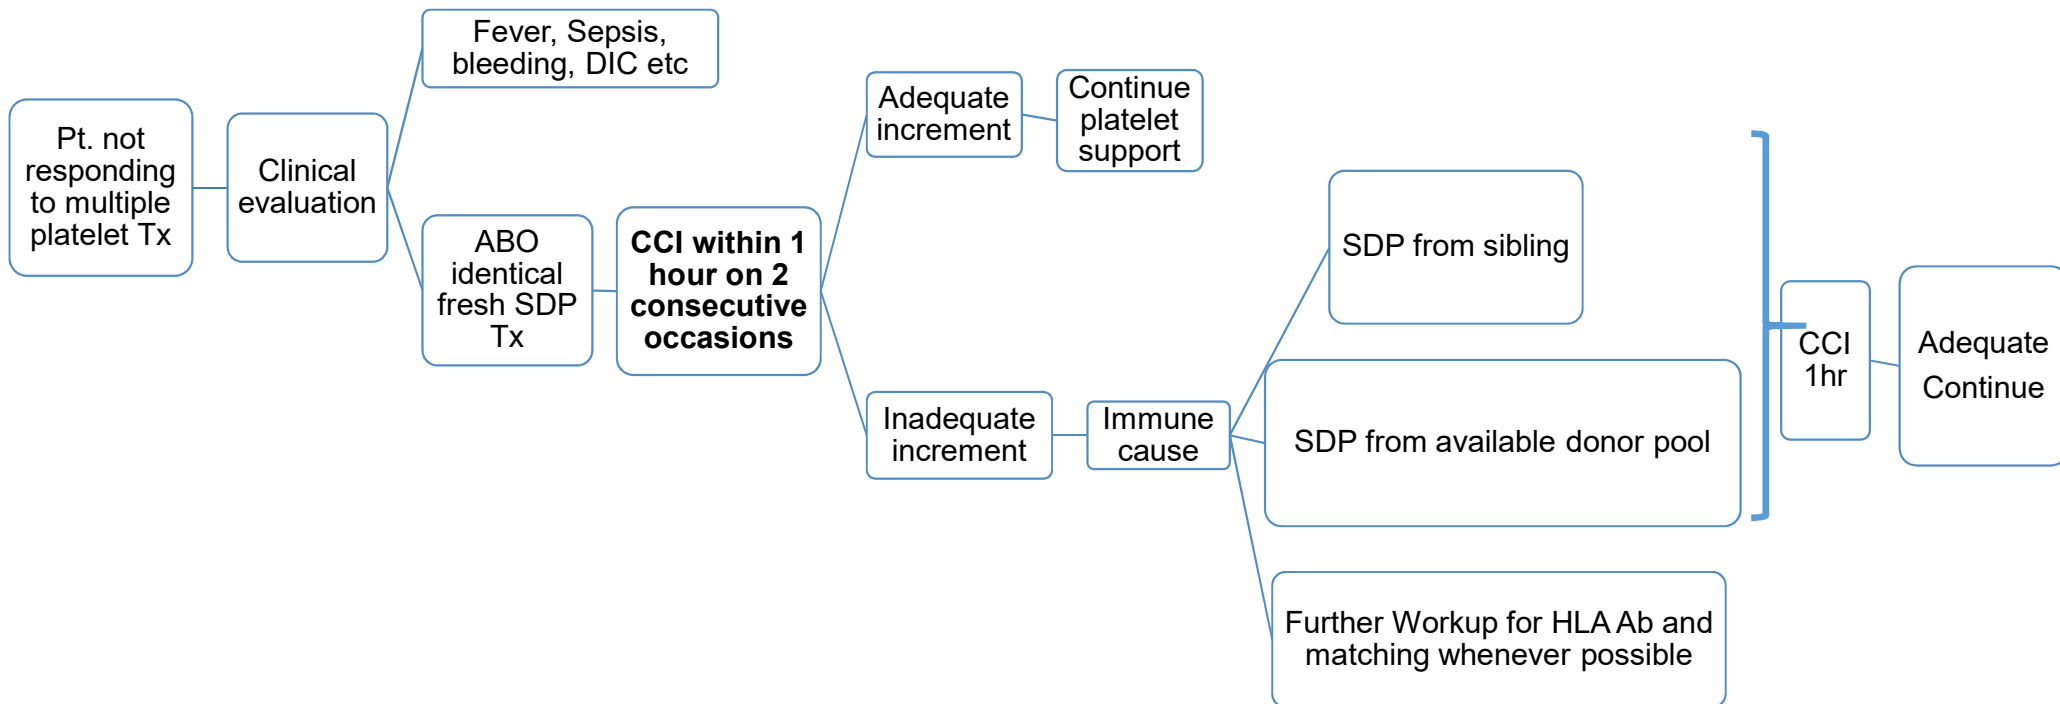 Pt. not
responding
to multiple
platelet Tx
Clinical
evaluation
Fever, Sepsis,
bleeding, DIC etc
ABO
identical
fresh SDP
Tx
CCI within 1
hour on 2
consecutive
occasions
Adequate
increment
Continue
platelet
support
Inadequate
increment
Immune
cause
SDP from sibling
SDP from available donor pool
Further Workup for HLA Ab and
matching whenever possible
CCI
1hr
Adequate
Continue